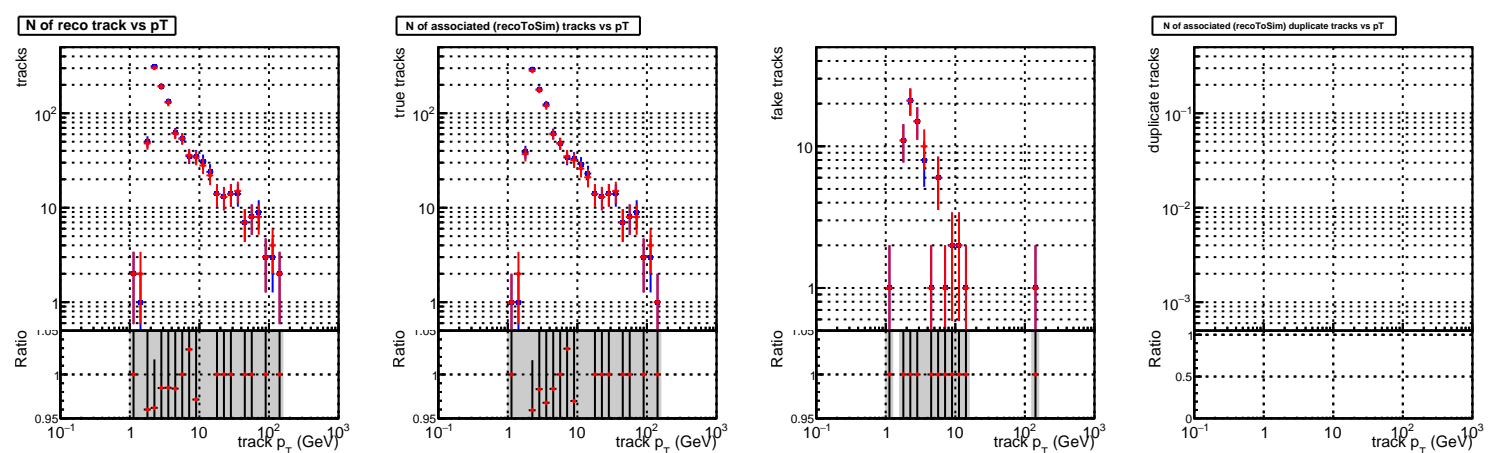 N of reco track vs pT
tracks
10²
10
1
1.05
Ratio
1
0.95
10⁻¹ 1 10 10² 10³
track p_T (GeV)
N of associated (recoToSim) tracks vs pT
true tracks
10²
10
1
1.05
Ratio
1
0.95
10⁻¹ 1 10 10² 10³
track p_T (GeV)
fake tracks
10
1
1.05
Ratio
1
0.95
10⁻¹ 1 10 10² 10³
track p_T (GeV)
N of associated (recoToSim) duplicate tracks vs pT
duplicate tracks
10⁻¹
10⁻²
10⁻³
Ratio
1
0.5
0
10⁻¹ 1 10 10² 10³
track p_T (GeV)